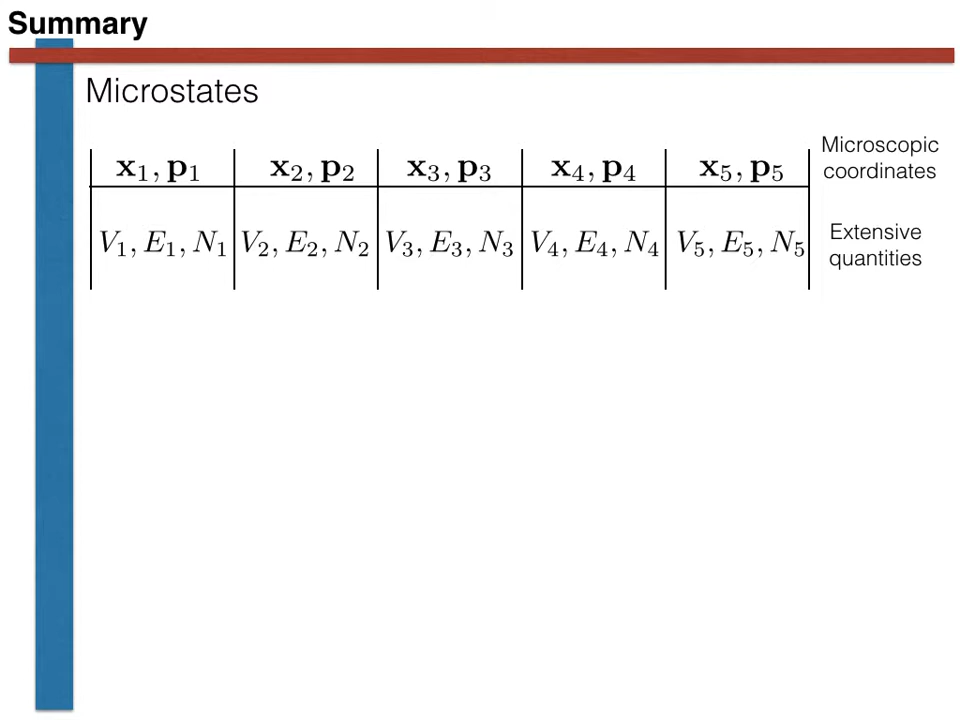 Summary
Microstates
x₁, p₁ x₂, p₂ x₃, p₃ x₄, p₄ x₅, p₅ Microscopic coordinates
V₁, E₁, N₁ V₂, E₂, N₂ V₃, E₃, N₃ V₄, E₄, N₄ V₅, E₅, N₅ Extensive quantities